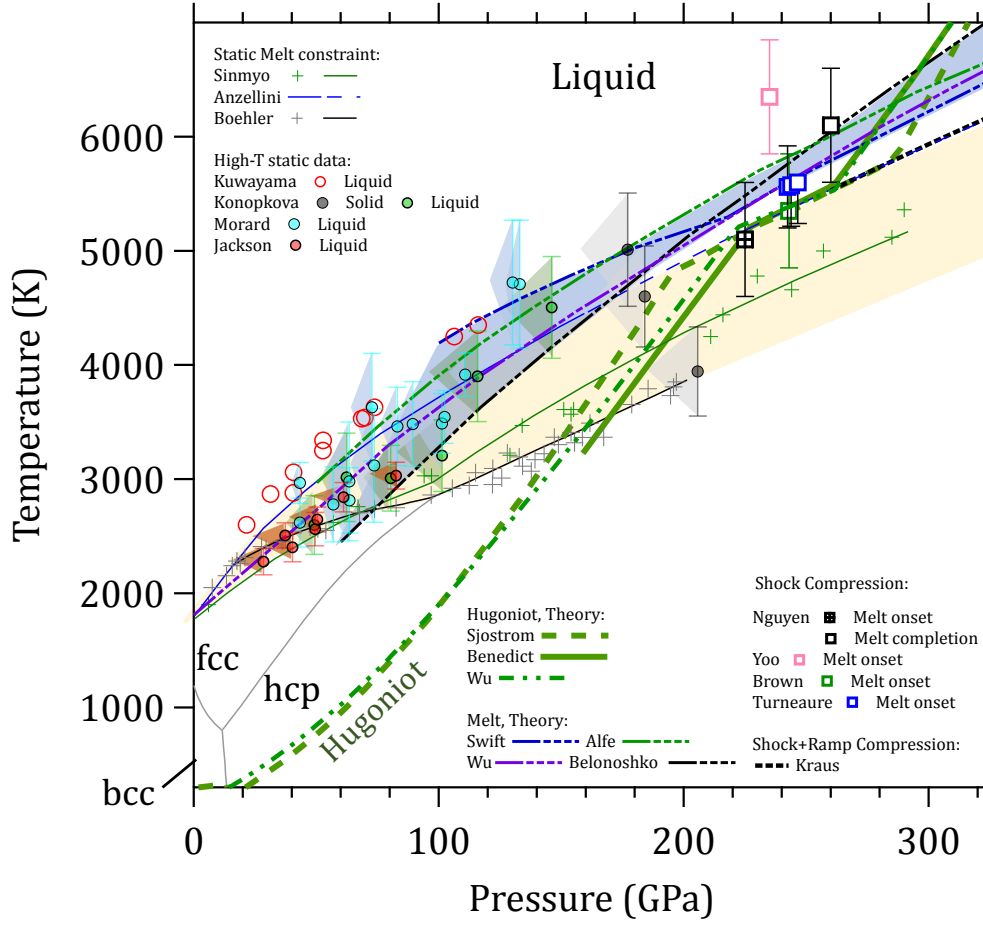 Static Melt constraint:
Sinmyo
Anzellini
Boehler
Liquid
High-T static data:
Kuwayama Liquid
Konopkova Solid Liquid
Morard Liquid
Jackson Liquid
6000
5000
4000
3000
2000
1000
Temperature (K)
fcc
hcp
bcc
Hugoniot
Hugoniot, Theory:
Sjostrom
Benedict
Wu
Melt, Theory:
Swift Alfe
Wu Belonoshko
Shock Compression:
Nguyen Melt onset
Melt completion
Yoo Melt onset
Brown Melt onset
Turneaure Melt onset
Shock+Ramp Compression:
Kraus
0 100 200 300
Pressure (GPa)